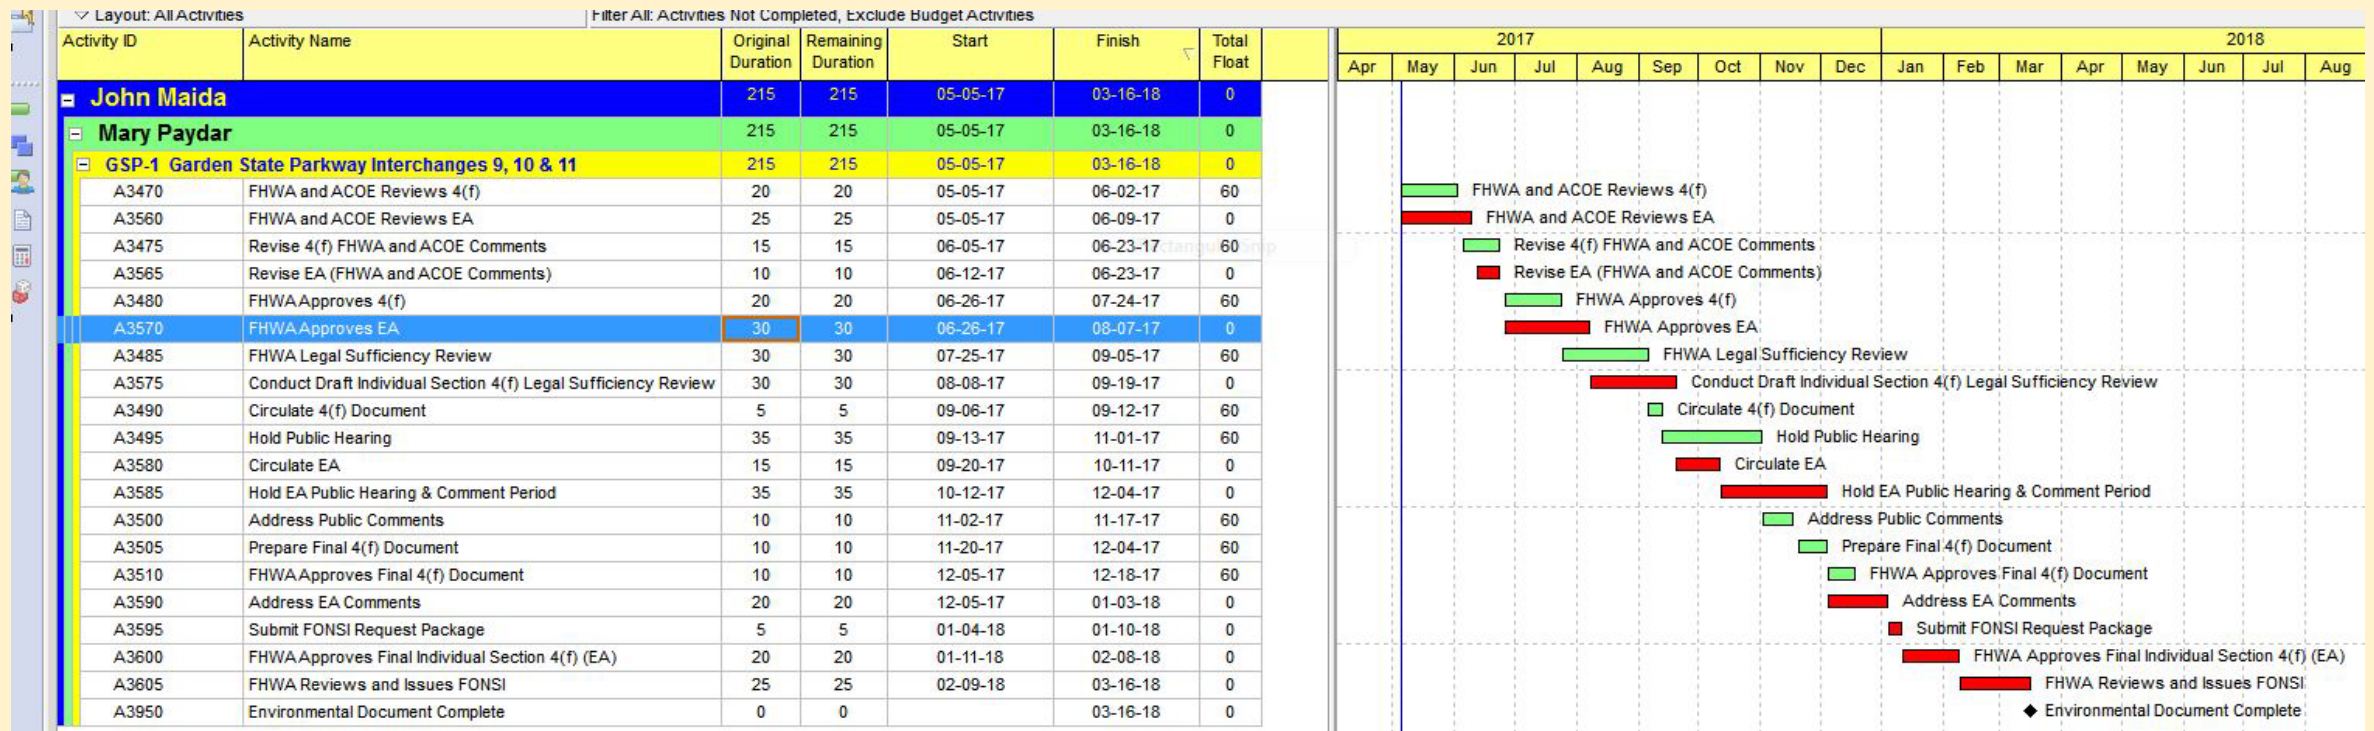 Layout: All Activities Filter All: Activities Not Completed, Exclude Budget Activities
Activity ID Activity Name Original Duration Remaining Duration Start Finish Total Float
2017 2018
Apr May Jun Jul Aug Sep Oct Nov Dec Jan Feb Mar Apr May Jun Jul Aug
John Maida 215 215 05-05-17 03-16-18 0
Mary Paydar 215 215 05-05-17 03-16-18 0
GSP-1 Garden State Parkway Interchanges 9, 10 & 11 215 215 05-05-17 03-16-18 0
A3470 FHWA and ACOE Reviews 4(f) 20 20 05-05-17 06-02-17 60 FHWA and ACOE Reviews 4(f)
A3560 FHWA and ACOE Reviews EA 25 25 05-05-17 06-09-17 0 FHWA and ACOE Reviews EA
A3475 Revise 4(f) FHWA and ACOE Comments 15 15 06-05-17 06-23-17 60 Revise 4(f) FHWA and ACOE Comments
A3565 Revise EA (FHWA and ACOE Comments) 10 10 06-12-17 06-23-17 0 Revise EA (FHWA and ACOE Comments)
A3480 FHWA Approves 4(f) 20 20 06-26-17 07-24-17 60 FHWA Approves 4(f)
A3570 FHWA Approves EA 30 30 06-26-17 08-07-17 0 FHWA Approves EA
A3485 FHWA Legal Sufficiency Review 30 30 07-25-17 09-05-17 60 FHWA Legal Sufficiency Review
A3575 Conduct Draft Individual Section 4(f) Legal Sufficiency Review 30 30 08-08-17 09-19-17 0 Conduct Draft Individual Section 4(f) Legal Sufficiency Review
A3490 Circulate 4(f) Document 5 5 09-06-17 09-12-17 60 Circulate 4(f) Document
A3495 Hold Public Hearing 35 35 09-13-17 11-01-17 60 Hold Public Hearing
A3580 Circulate EA 15 15 09-20-17 10-11-17 0 Circulate EA
A3585 Hold EA Public Hearing & Comment Period 35 35 10-12-17 12-04-17 0 Hold EA Public Hearing & Comment Period
A3500 Address Public Comments 10 10 11-02-17 11-17-17 60 Address Public Comments
A3505 Prepare Final 4(f) Document 10 10 11-20-17 12-04-17 60 Prepare Final 4(f) Document
A3510 FHWA Approves Final 4(f) Document 10 10 12-05-17 12-18-17 60 FHWA Approves Final 4(f) Document
A3590 Address EA Comments 20 20 12-05-17 01-03-18 0 Address EA Comments
A3595 Submit FONSI Request Package 5 5 01-04-18 01-10-18 0 Submit FONSI Request Package
A3600 FHWA Approves Final Individual Section 4(f) (EA) 20 20 01-11-18 02-08-18 0 FHWA Approves Final Individual Section 4(f) (EA)
A3605 FHWA Reviews and Issues FONSI 25 25 02-09-18 03-16-18 0 FHWA Reviews and Issues FONSI
A3950 Environmental Document Complete 0 0 03-16-18 0 Environmental Document Complete